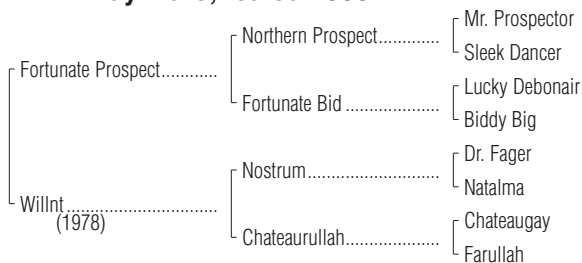 Northern Prospect............
Mr. Prospector
Sleek Dancer
Fortunate Prospect...........
Fortunate Bid ....................
Lucky Debonair
Biddy Big
Nostrum............................
Dr. Fager
Natalma
Willnt................................
(1978)
Chateaurullah....................
Chateaugay
Farullah